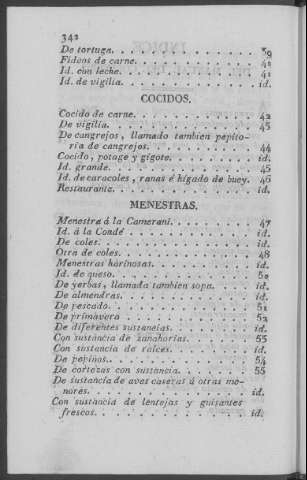 342
De tortuga. . . . . . . . . . . . . . 39
Fideos de carne. . . . . . . . . . . . 41
Id. con leche. . . . . . . . . . . . . 41
Id. de vigilia. . . . . . . . . . . . . id.
COCIDOS.
Cocido de carne. . . . . . . . . . . . 42
De vigilia. . . . . . . . . . . . . . 43
De cangrejos, llamado tambien pepito-
ria de cangrejos. . . . . . . . . . . 44
Cocido, potage y gigote. . . . . . . . id.
Id. grande. . . . . . . . . . . . . . 45
Id. de caracoles, ranas é hígado de buey. 46
Restaurante. . . . . . . . . . . . . . id.
MENESTRAS.
Menestra á la Camerani. . . . . . . . 47
Id. á la Condé . . . . . . . . . . . . id.
De coles. . . . . . . . . . . . . . . id.
Otra de coles. . . . . . . . . . . . . 48
Menestras harinosas. . . . . . . . . . id.
Id. de queso. . . . . . . . . . . . . 50
De yerbas, llamada tambien sopa. . . . id.
De almendras. . . . . . . . . . . . . id.
De pescado. . . . . . . . . . . . . . 51
De primavera . . . . . . . . . . . . 52
De diferentes sustancias. . . . . . . . id.
Con sustancia de zanahorias. . . . . . 55
Con sustancia de raices. . . . . . . . id.
De pepinos. . . . . . . . . . . . . . 54
De cortezas con sustancia. . . . . . . 55
De sustancia de aves caseras ú otras me-
nores. . . . . . . . . . . . . . . . id.
Con sustancia de lentejas y guisantes
frescos. . . . . . . . . . . . . . . id.